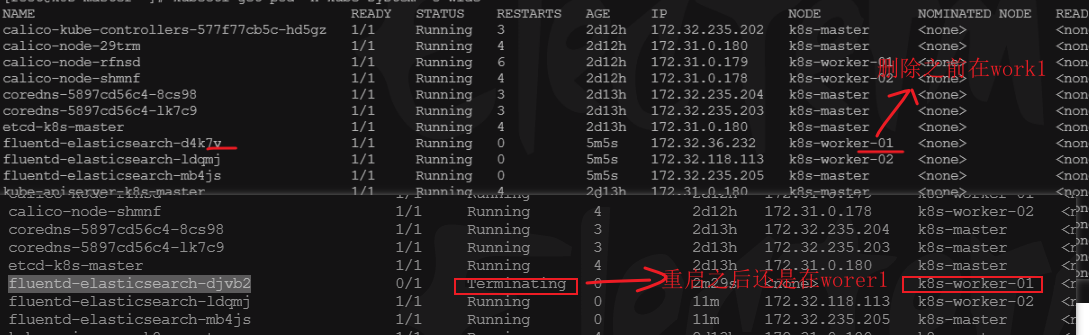 NAME READY STATUS RESTARTS AGE IP NODE NOMINATED NODE READ
calico-kube-controllers-577f77cb5c-hd5gz 1/1 Running 3 2d12h 172.32.235.202 k8s-master <none> <n
calico-node-29trm 1/1 Running 4 2d12h 172.31.0.180 k8s-master <none> <n
calico-node-rfnsd 1/1 Running 6 2d12h 172.31.0.179 k8s-worker-01 <none> <n
删除之前在work1
calico-node-shmnf 1/1 Running 4 2d12h 172.31.0.178 k8s-worker-02 <none> <n
coredns-5897cd56c4-8cs98 1/1 Running 3 2d13h 172.32.235.204 k8s-master <none> <n
coredns-5897cd56c4-lk7c9 1/1 Running 3 2d13h 172.32.235.203 k8s-master <none> <n
etcd-k8s-master 1/1 Running 4 2d13h 172.31.0.180 k8s-master <none> <n
fluentd-elasticsearch-d4k7v 1/1 Running 0 5m5s 172.32.36.232 k8s-worker-01 <none> <n
fluentd-elasticsearch-ldqmj 1/1 Running 0 5m5s 172.32.118.113 k8s-worker-02 <none> <n
fluentd-elasticsearch-mb4js 1/1 Running 0 5m5s 172.32.235.205 k8s-master <none> <n
kube-apiserver-k8s-master 1/1 Running 4 2d13h 172.31.0.180 k8s-master <none>
calico-node-shmnf 1/1 Running 4 2d12h 172.31.0.178 k8s-worker-02 <n
coredns-5897cd56c4-8cs98 1/1 Running 3 2d13h 172.32.235.204 k8s-master <n
coredns-5897cd56c4-lk7c9 1/1 Running 3 2d13h 172.32.235.203 k8s-master <n
etcd-k8s-master 1/1 Running 4 2d13h 172.31.0.180 k8s-master <n
fluentd-elasticsearch-djvb2 0/1 Terminating 0 2m29s <none> k8s-worker-01 <n
重启之后还是在worer1
fluentd-elasticsearch-ldqmj 1/1 Running 0 11m 172.32.118.113 k8s-worker-02 <n
fluentd-elasticsearch-mb4js 1/1 Running 0 11m 172.32.235.205 k8s-master <n